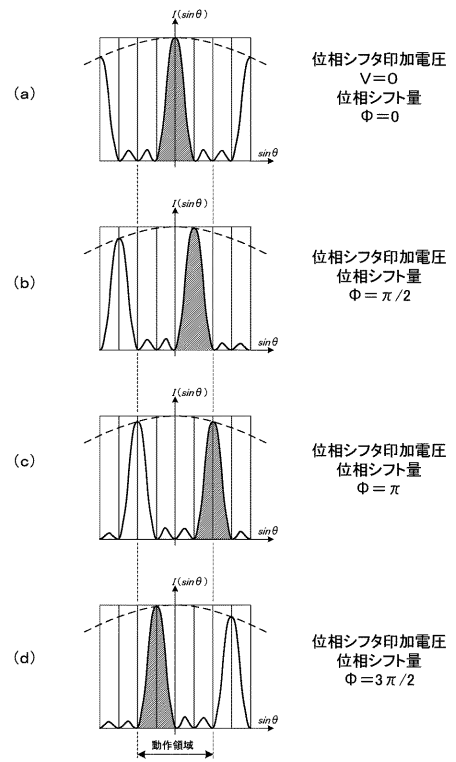 I(sinθ)
(a)
sinθ
位相シフタ印加電圧
V=0
位相シフト量
Φ=0
I(sinθ)
(b)
sinθ
位相シフタ印加電圧
位相シフト量
Φ=π/2
I(sinθ)
(c)
sinθ
位相シフタ印加電圧
位相シフト量
Φ=π
I(sinθ)
(d)
sinθ
位相シフタ印加電圧
位相シフト量
Φ=3π/2
動作領域